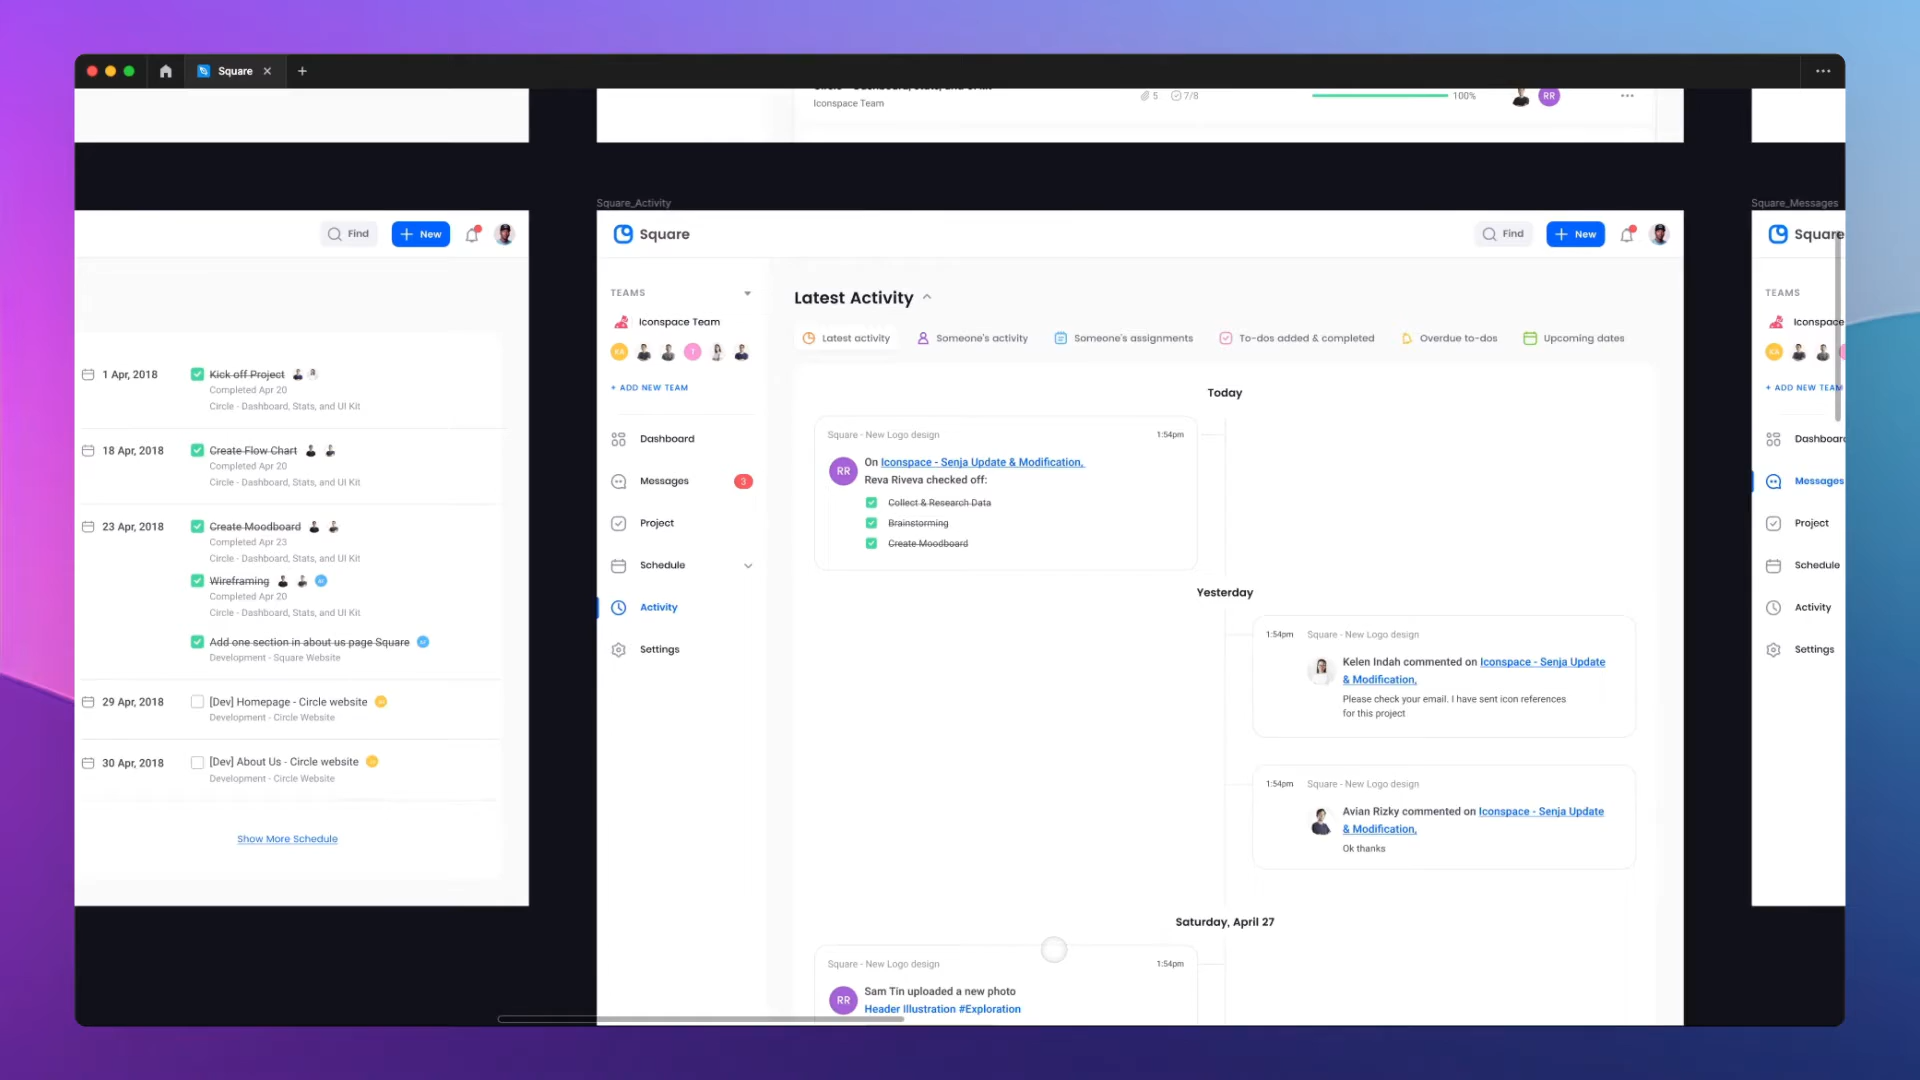 Square
Iconspace Team
5
7/8
100%
RR
Find
New
1 Apr, 2018
Kick off Project
Completed Apr 20
Circle - Dashboard, Stats, and UI Kit
18 Apr, 2018
Create Flow Chart
Completed Apr 20
Circle - Dashboard, Stats, and UI Kit
23 Apr, 2018
Create Moodboard
Completed Apr 23
Circle - Dashboard, Stats, and UI Kit
Wireframing
Completed Apr 20
Circle - Dashboard, Stats, and UI Kit
Add one section in about us page Square
Development - Square Website
29 Apr, 2018
[Dev] Homepage - Circle website
Development - Circle Website
30 Apr, 2018
[Dev] About Us - Circle website
Development - Circle Website
Show More Schedule
Square_Activity
Square
Find
New
TEAMS
Iconspace Team
KA
T
+ ADD NEW TEAM
Dashboard
Messages
3
Project
Schedule
Activity
Settings
Latest Activity
Latest activity
Someone's activity
Someone's assignments
To-dos added & completed
Overdue to-dos
Upcoming dates
Today
Square - New Logo design
1:54pm
RR
On Iconspace - Senja Update & Modification,
Reva Riveva checked off:
Collect & Research Data
Brainstorming
Create Moodboard
Yesterday
1:54pm
Square - New Logo design
Kelen Indah commented on Iconspace - Senja Update
& Modification,
Please check your email. I have sent icon references
for this project
1:54pm
Square - New Logo design
Avian Rizky commented on Iconspace - Senja Update
& Modification,
Ok thanks
Saturday, April 27
Square - New Logo design
1:54pm
RR
Sam Tin uploaded a new photo
Header illustration #Exploration
Square_Messages
Square
TEAMS
Iconspace
KA
+ ADD NEW TEAM
Dashboar
Messages
Project
Schedule
Activity
Settings